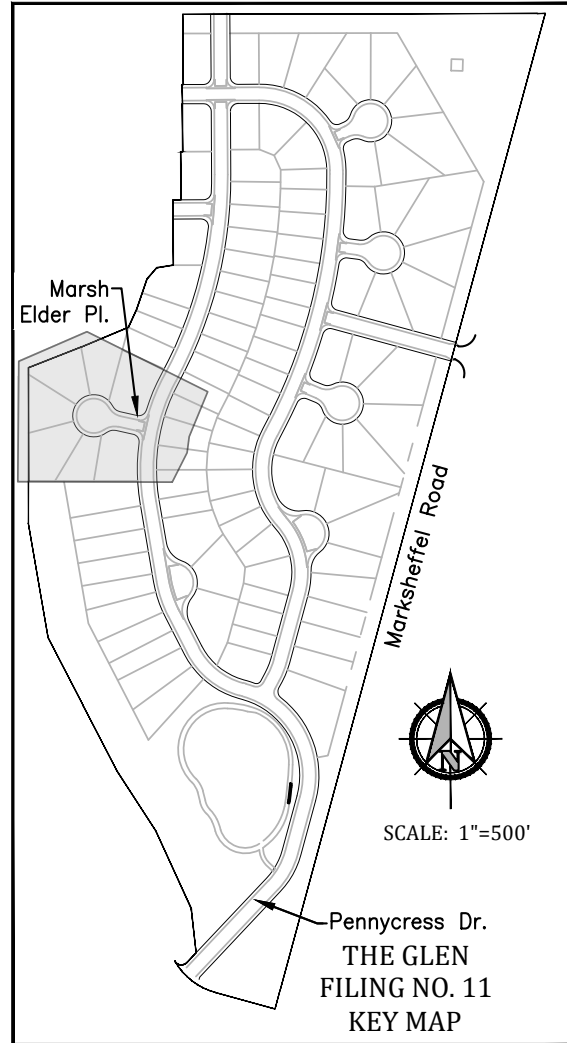 Marsh
Elder Pl.
Marksheffel Road
N
SCALE: 1"=500'
Pennycress Dr.
THE GLEN
FILING NO. 11
KEY MAP